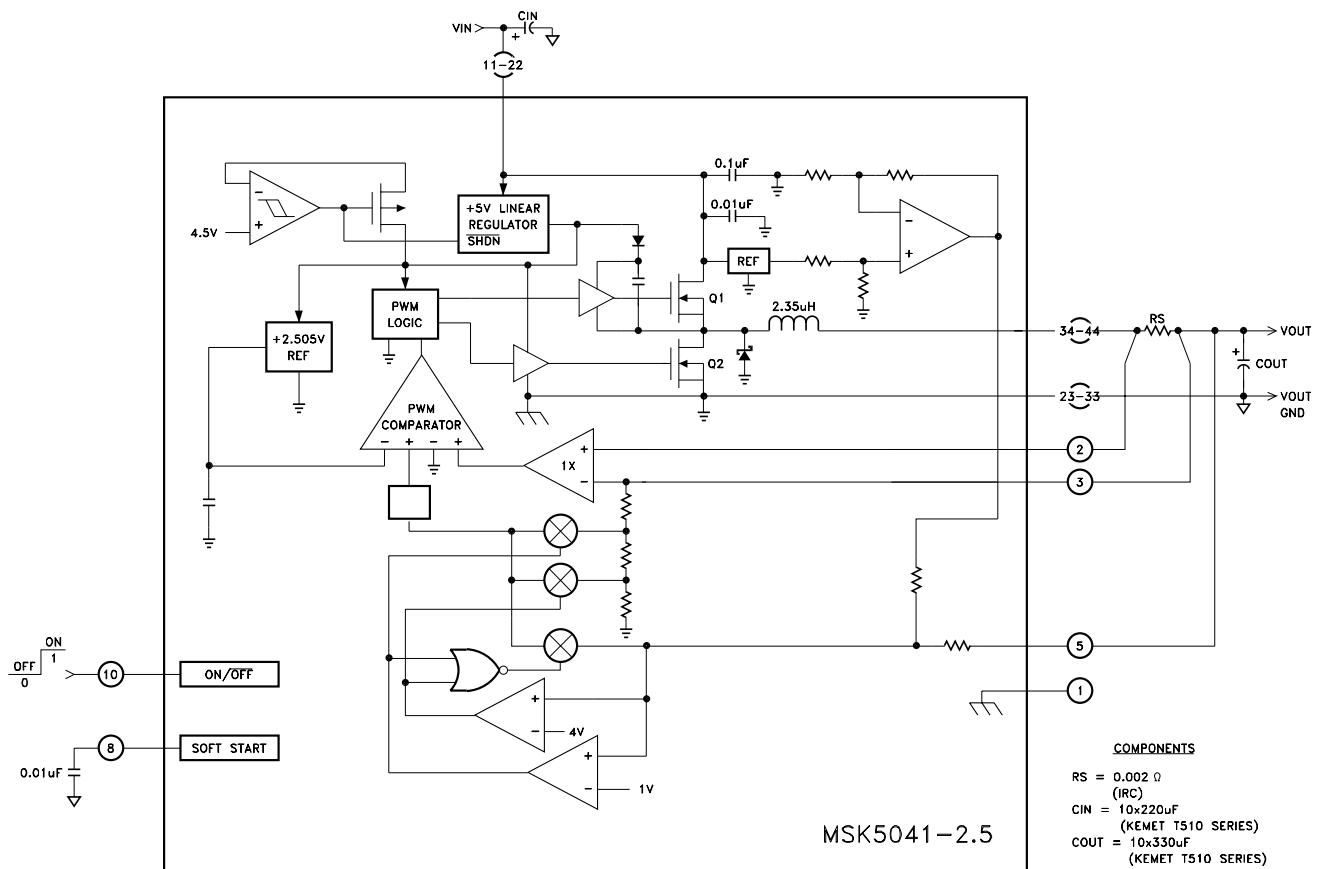 CIN
VIN
+
11-22
0.1uF
0.01uF
+5V LINEAR
REGULATOR
SHDN
-
+
4.5V
-
+
REF
Q1
PWM
LOGIC
2.35uH
+2.505V
REF
Q2
34-44
RS
VOUT
+
COUT
23-33
VOUT
GND
PWM
COMPARATOR
- + - +
+
1X
-
2
3
5
1
ON
OFF
1
0
10
ON/OFF
8
SOFT START
0.01uF
+
-
4V
+
-
1V
COMPONENTS
RS = 0.002 Ω
(IRC)
CIN = 10x220uF
(KEMET T510 SERIES)
COUT = 10x330uF
(KEMET T510 SERIES)
MSK5041-2.5